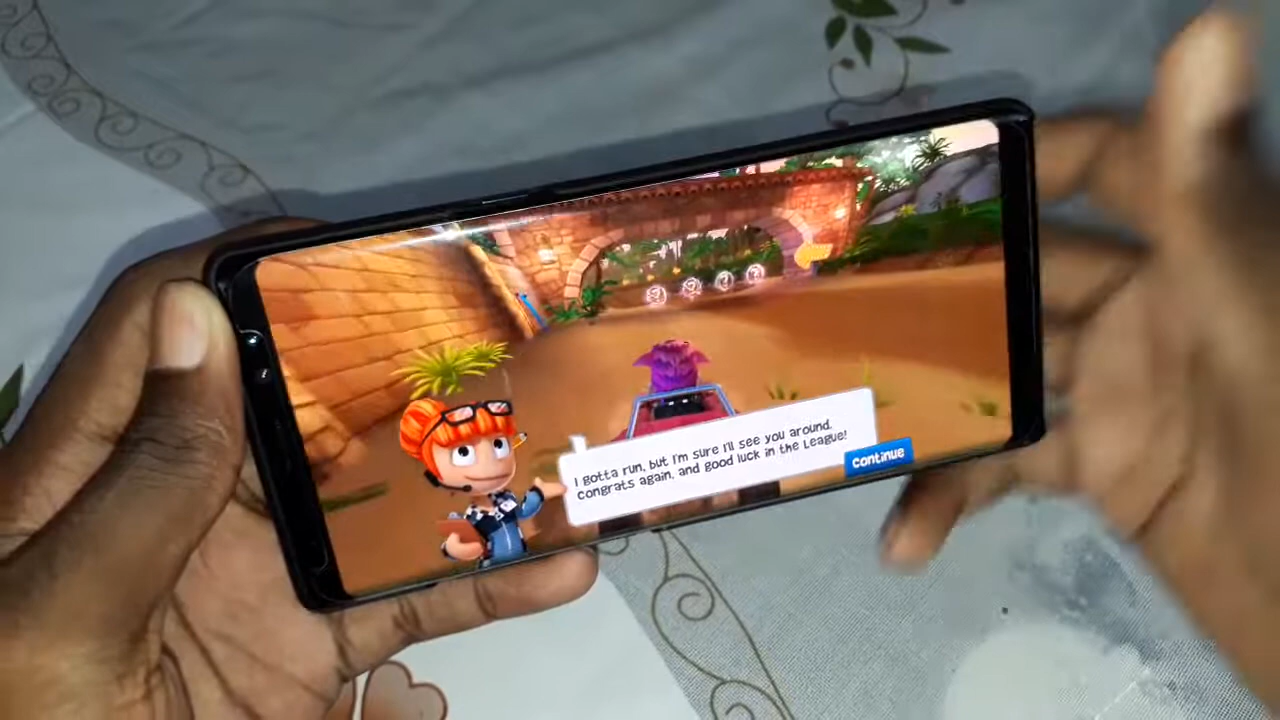 I gotta run, but I'm sure I'll see you around.
congrats again, and good luck in the League!
continue